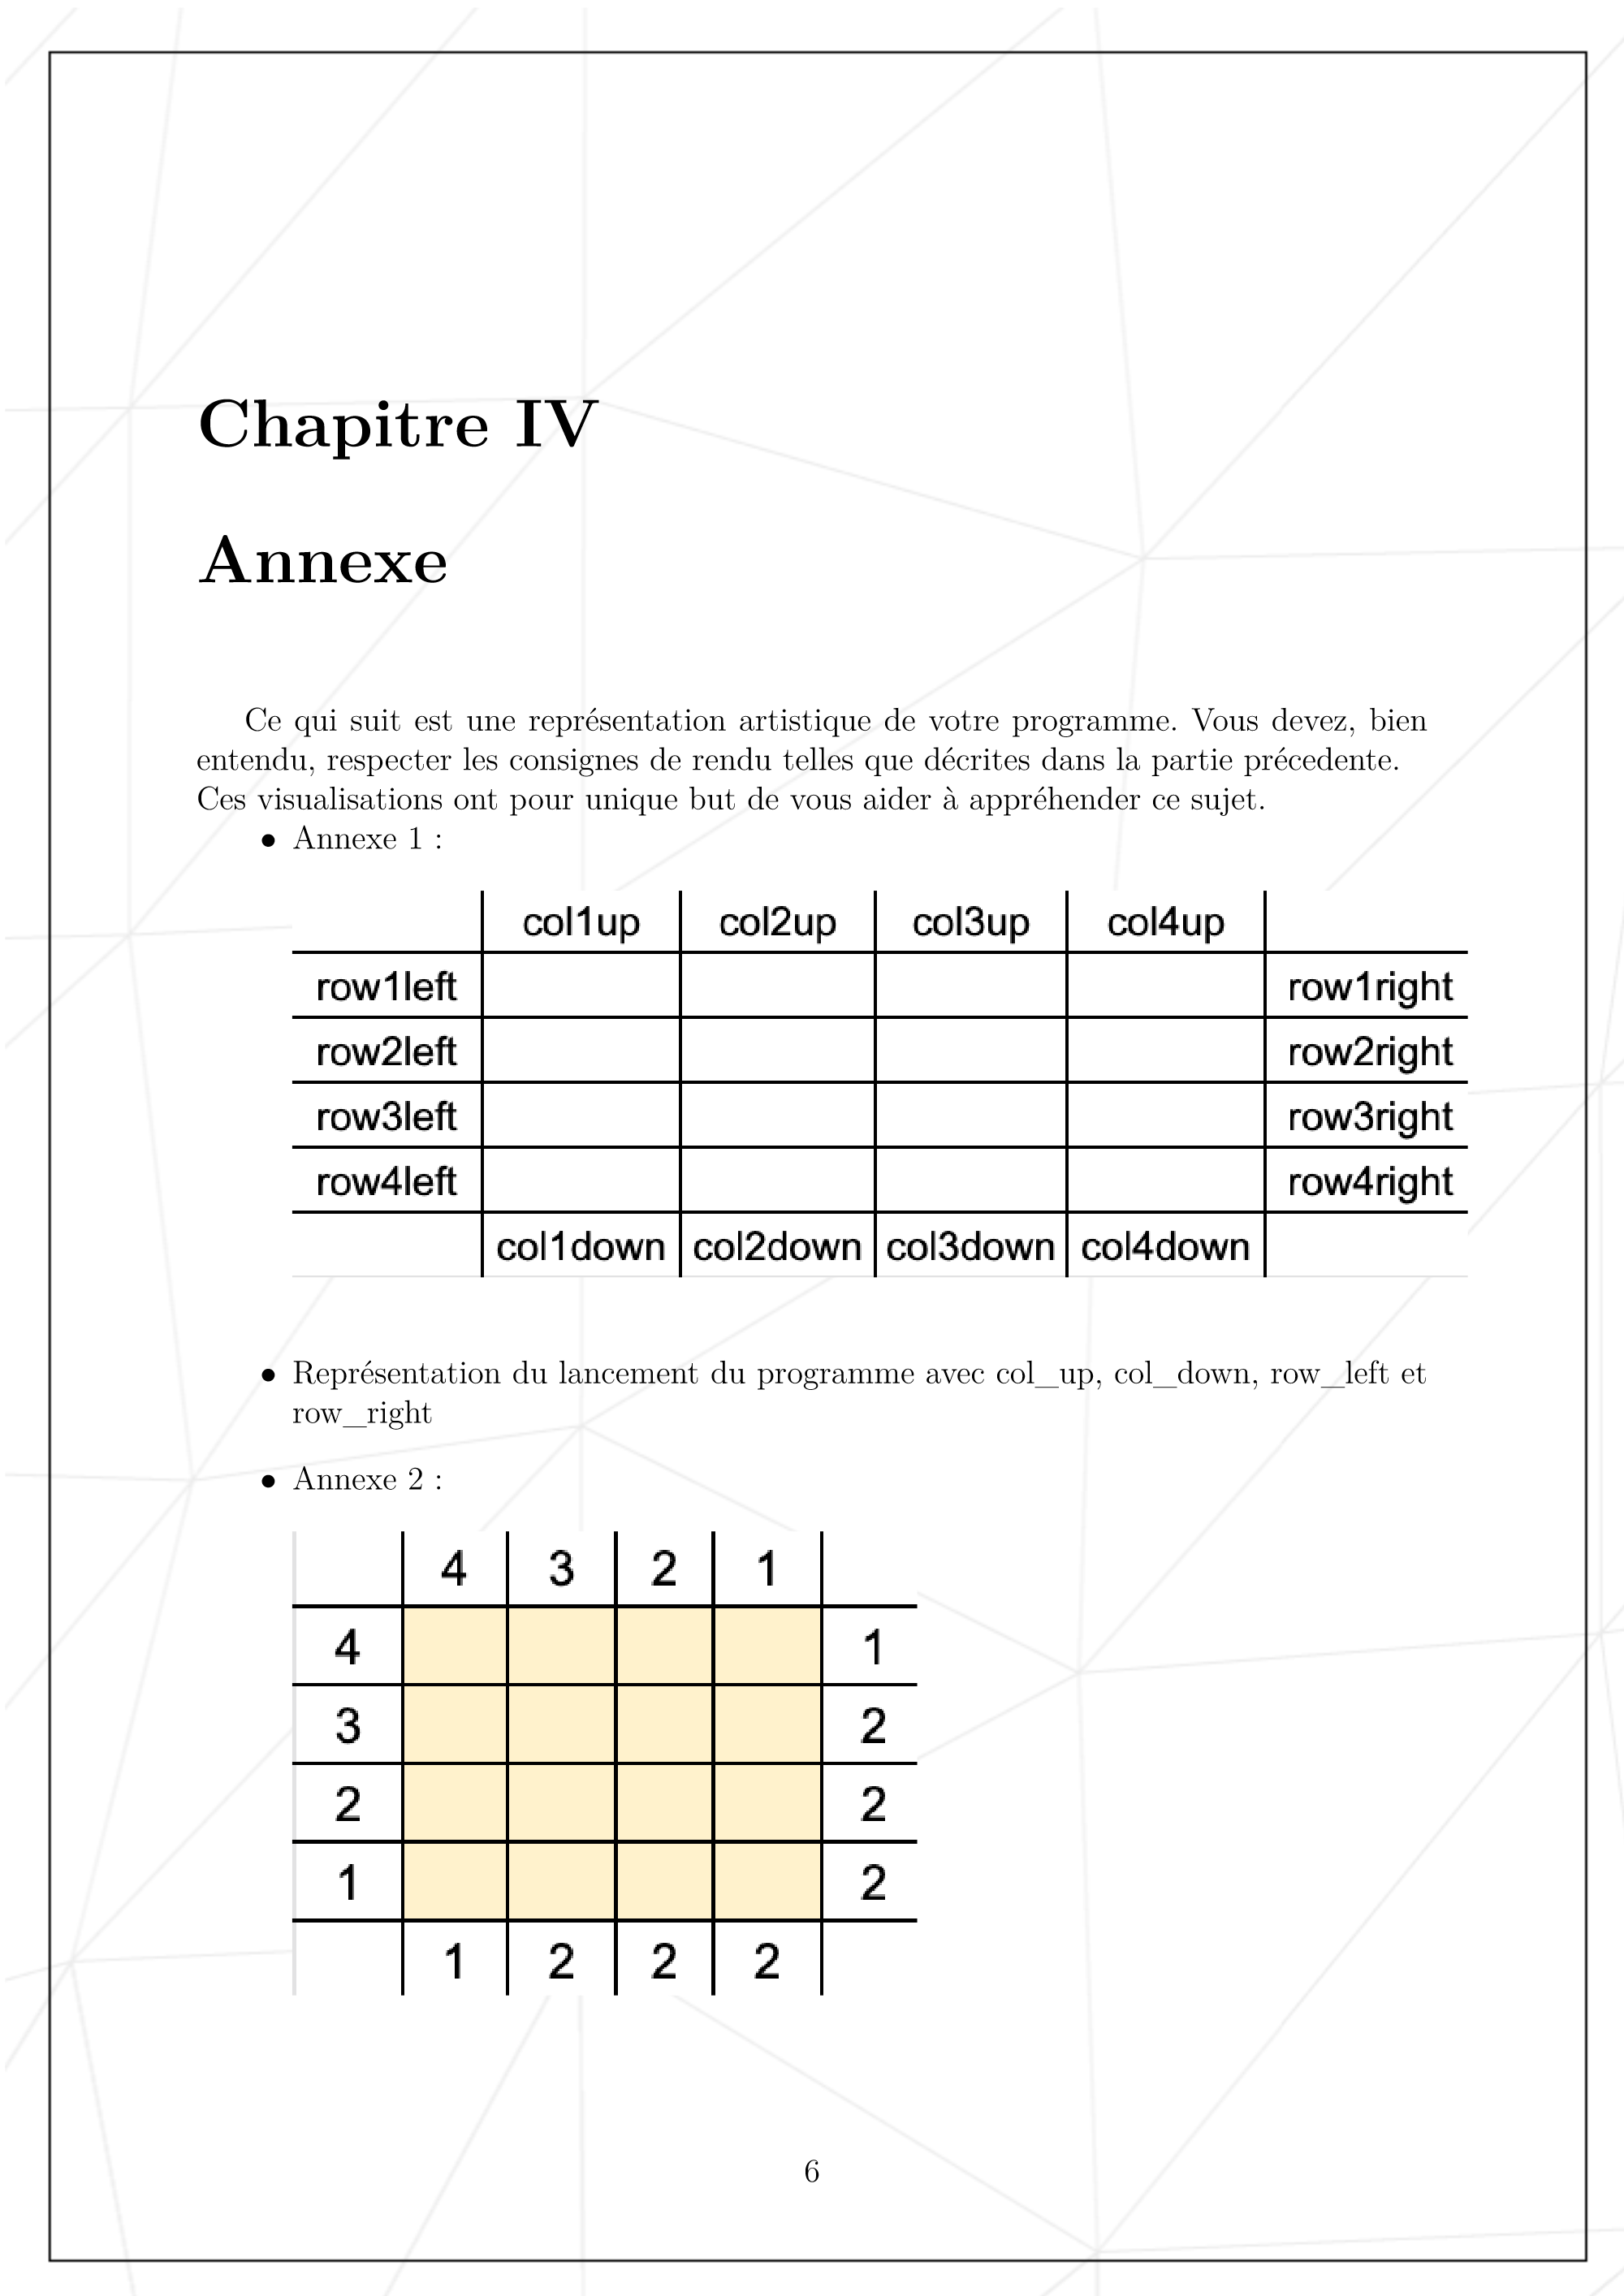 Chapitre IV
Annexe
Ce qui suit est une représentation artistique de votre programme. Vous devez, bien
entendu, respecter les consignes de rendu telles que décrites dans la partie précedente.
Ces visualisations ont pour unique but de vous aider à appréhender ce sujet.
• Annexe 1 :
col1up col2up col3up col4up
row1left row1right
row2left row2right
row3left row3right
row4left row4right
col1down col2down col3down col4down
• Représentation du lancement du programme avec col_up, col_down, row_left et
row_right
• Annexe 2 :
4 3 2 1
4 1
3 2
2 2
1 2
1 2 2 2
6